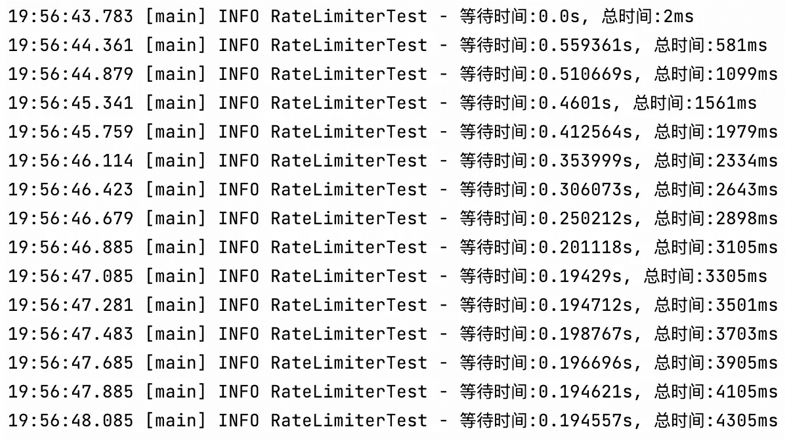 19:56:43.783 [main] INFO RateLimiterTest - 等待时间:0.0s, 总时间:2ms
19:56:44.361 [main] INFO RateLimiterTest - 等待时间:0.559361s, 总时间:581ms
19:56:44.879 [main] INFO RateLimiterTest - 等待时间:0.510669s, 总时间:1099ms
19:56:45.341 [main] INFO RateLimiterTest - 等待时间:0.4601s, 总时间:1561ms
19:56:45.759 [main] INFO RateLimiterTest - 等待时间:0.412564s, 总时间:1979ms
19:56:46.114 [main] INFO RateLimiterTest - 等待时间:0.353999s, 总时间:2334ms
19:56:46.423 [main] INFO RateLimiterTest - 等待时间:0.306073s, 总时间:2643ms
19:56:46.679 [main] INFO RateLimiterTest - 等待时间:0.250212s, 总时间:2898ms
19:56:46.885 [main] INFO RateLimiterTest - 等待时间:0.201118s, 总时间:3105ms
19:56:47.085 [main] INFO RateLimiterTest - 等待时间:0.19429s, 总时间:3305ms
19:56:47.281 [main] INFO RateLimiterTest - 等待时间:0.194712s, 总时间:3501ms
19:56:47.483 [main] INFO RateLimiterTest - 等待时间:0.198767s, 总时间:3703ms
19:56:47.685 [main] INFO RateLimiterTest - 等待时间:0.196696s, 总时间:3905ms
19:56:47.885 [main] INFO RateLimiterTest - 等待时间:0.194621s, 总时间:4105ms
19:56:48.085 [main] INFO RateLimiterTest - 等待时间:0.194557s, 总时间:4305ms